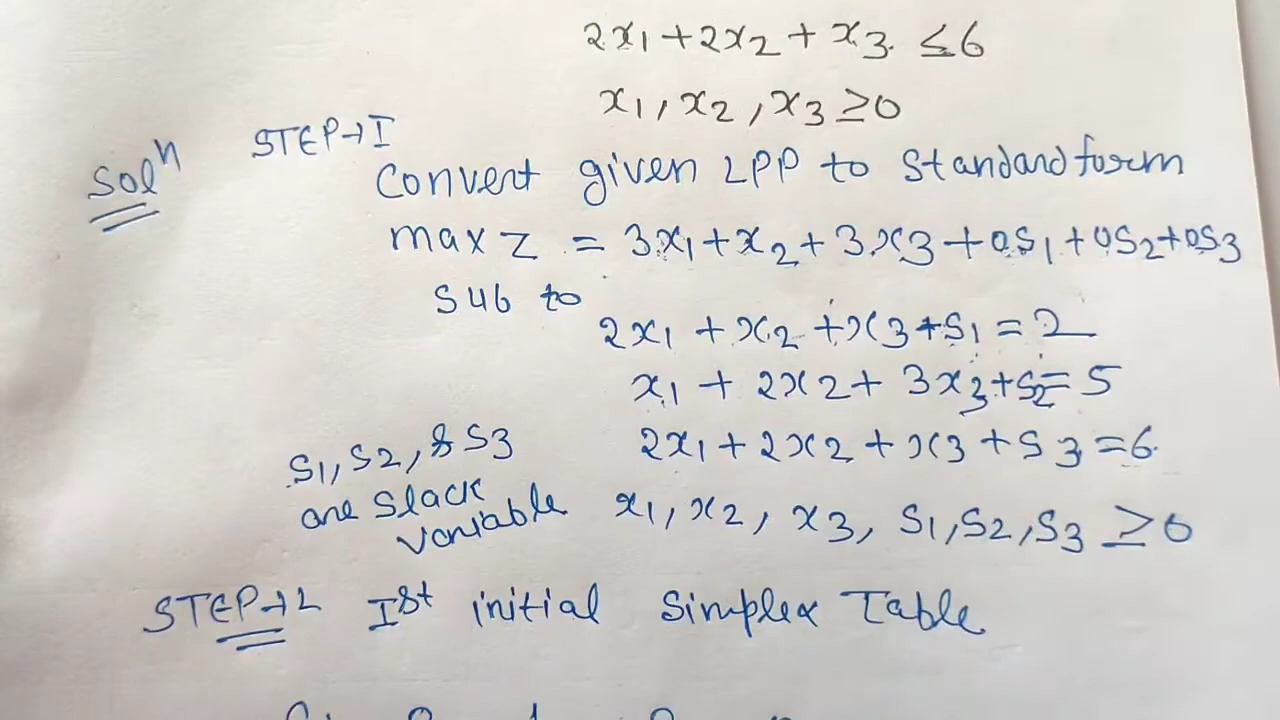 2x1 + 2x2 + x3 ≤ 6
x1, x2, x3 ≥ 0
Solⁿ STEP→I
Convert given LPP to Standard form
max Z = 3x1 + x2 + 3x3 + 0S1 + 0S2 + 0S3
Sub to
2x1 + x2 + x3 + S1 = 2
x1 + 2x2 + 3x3 + S2 = 5
2x1 + 2x2 + x3 + S3 = 6
S1, S2, & S3
are Slack
variable
x1, x2, x3, S1, S2, S3 ≥ 0
STEP→2 Ist initial Simplex Table